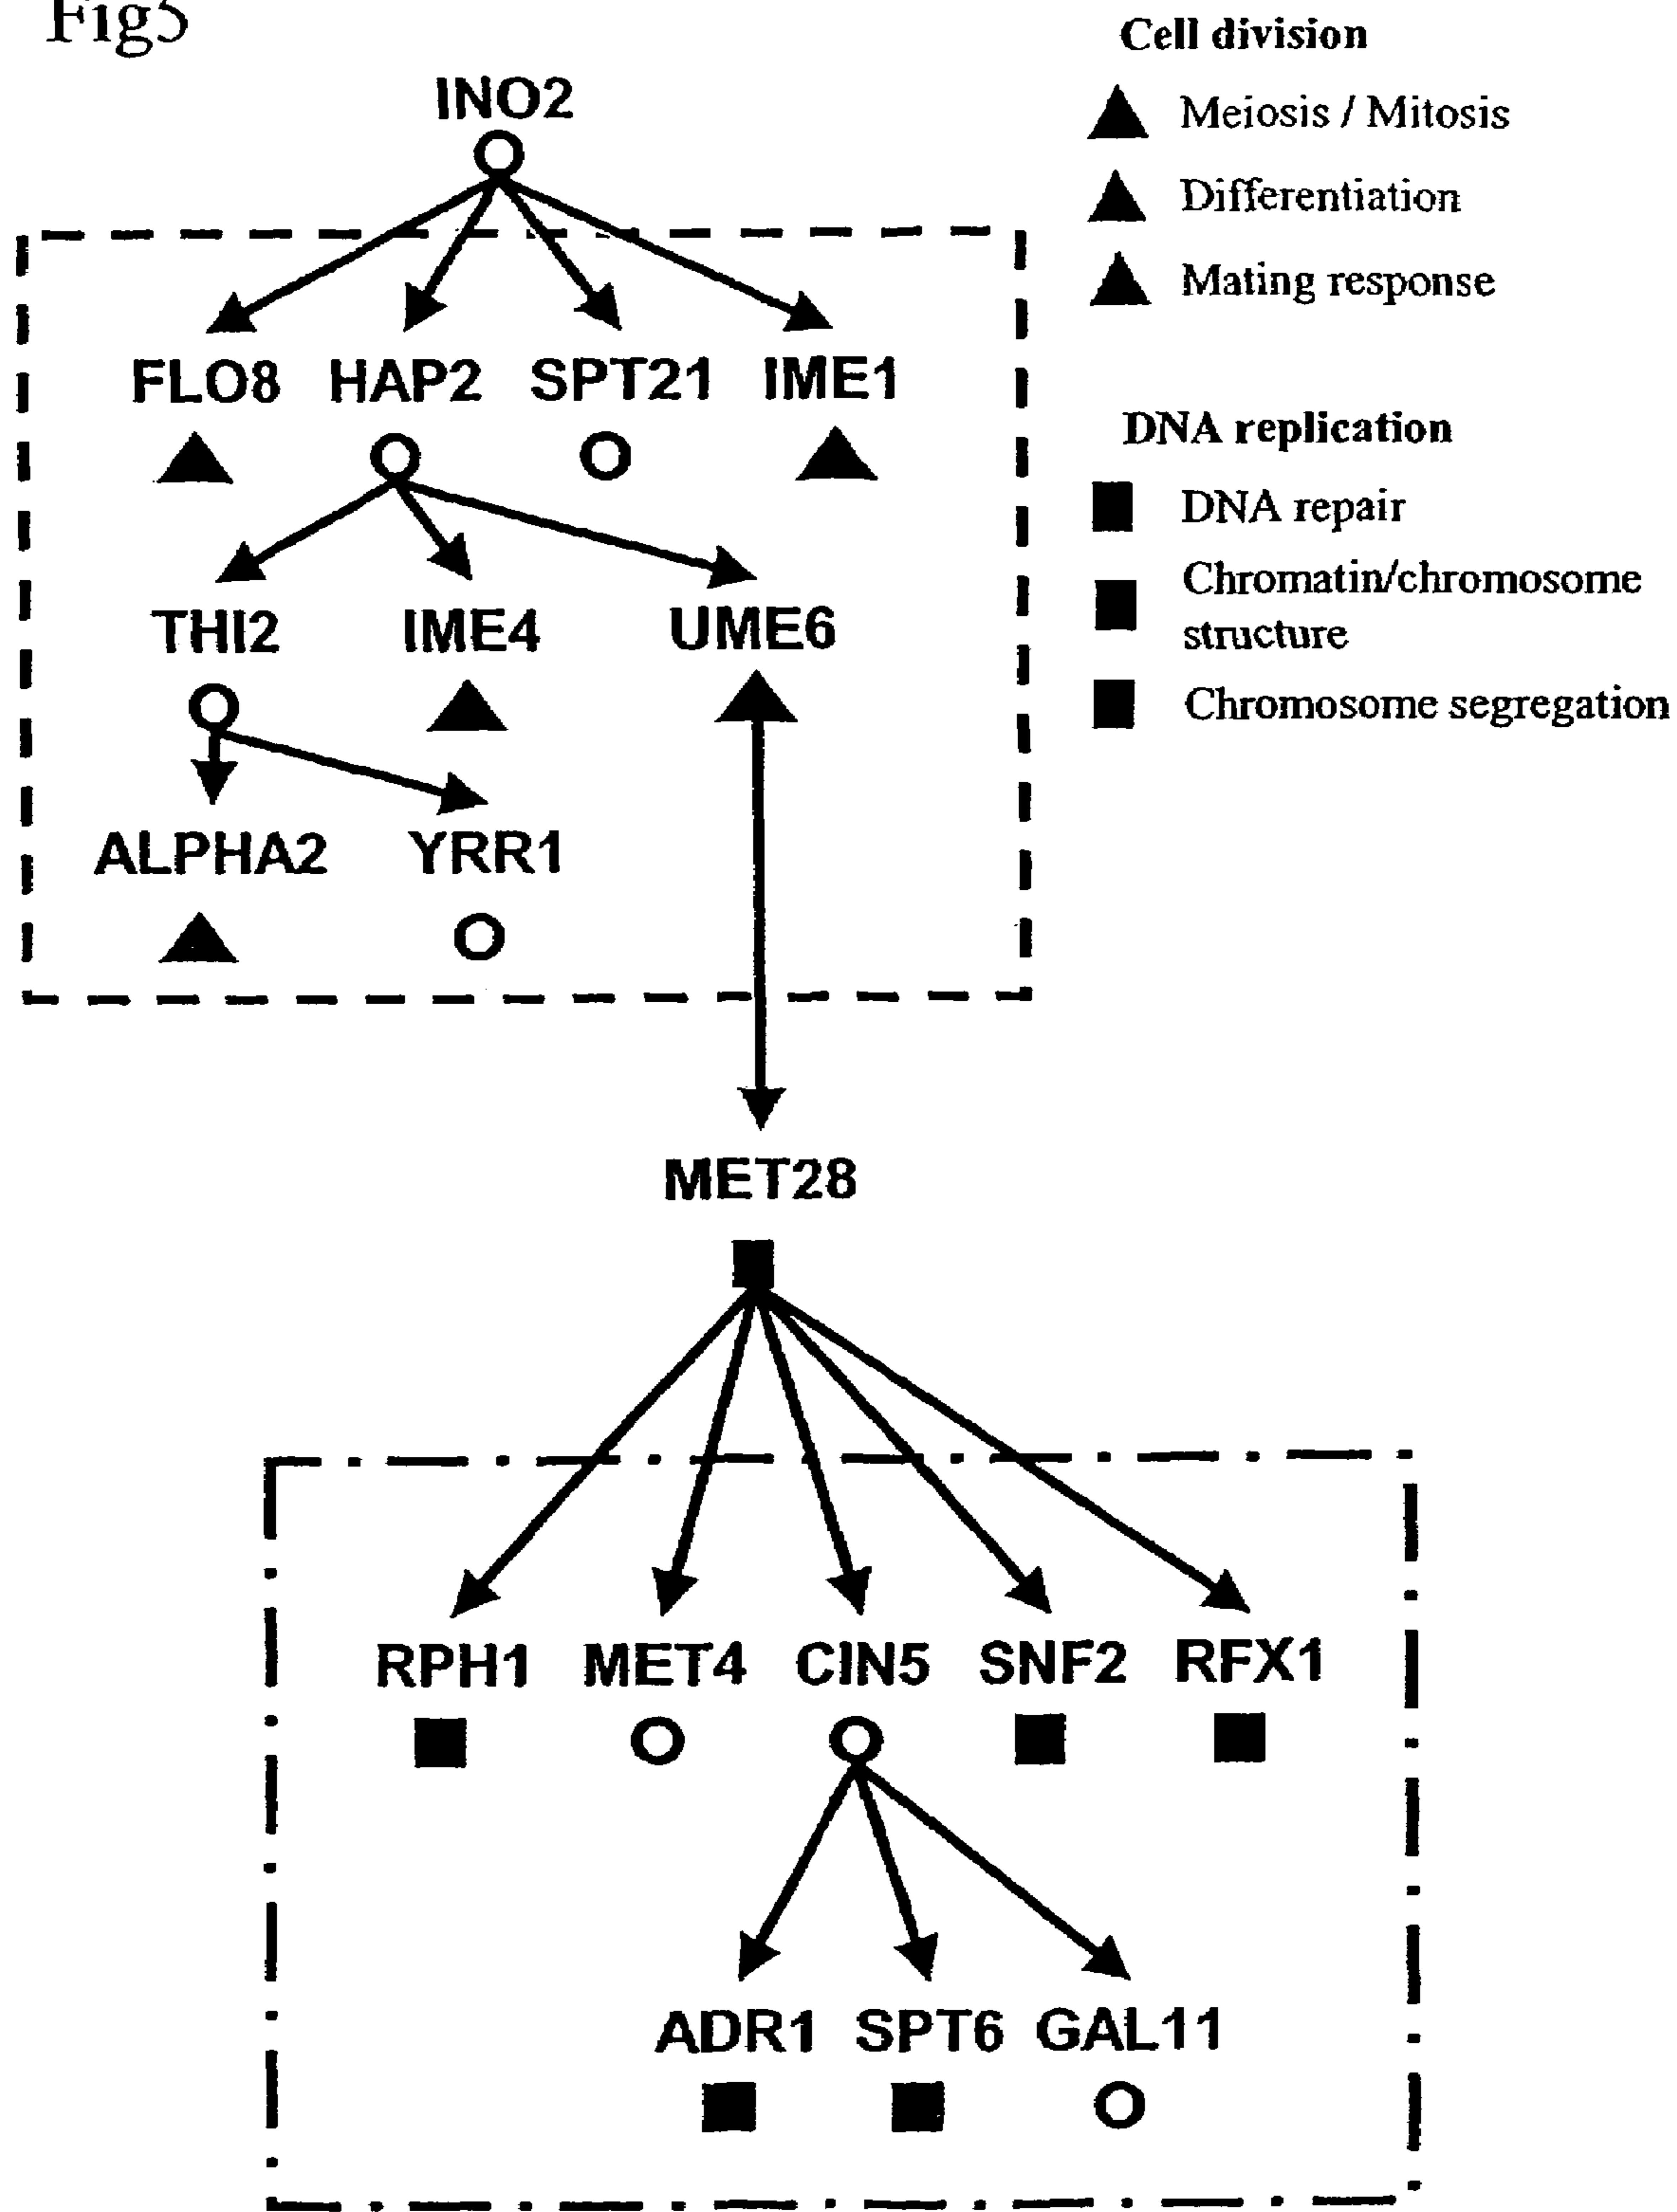 Fig5
INO2
FLO8 HAP2 SPT21 IME1
THI2 IME4 UME6
ALPHA2 YRR1
MET28
RPH1 MET4 CIN5 SNF2 RFX1
ADR1 SPT6 GAL11
Cell division
Meiosis / Mitosis
Differentiation
Mating response
DNA replication
DNA repair
Chromatin/chromosome
structure
Chromosome segregation